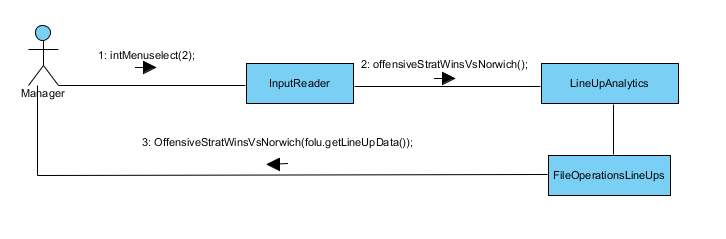 1: intMenuselect(2);
2: offensiveStratWinsVsNorwich();
InputReader
LineUpAnalytics
Manager
3: OffensiveStratWinsVsNorwich(folu.getLineUpData());
FileOperationsLineUps